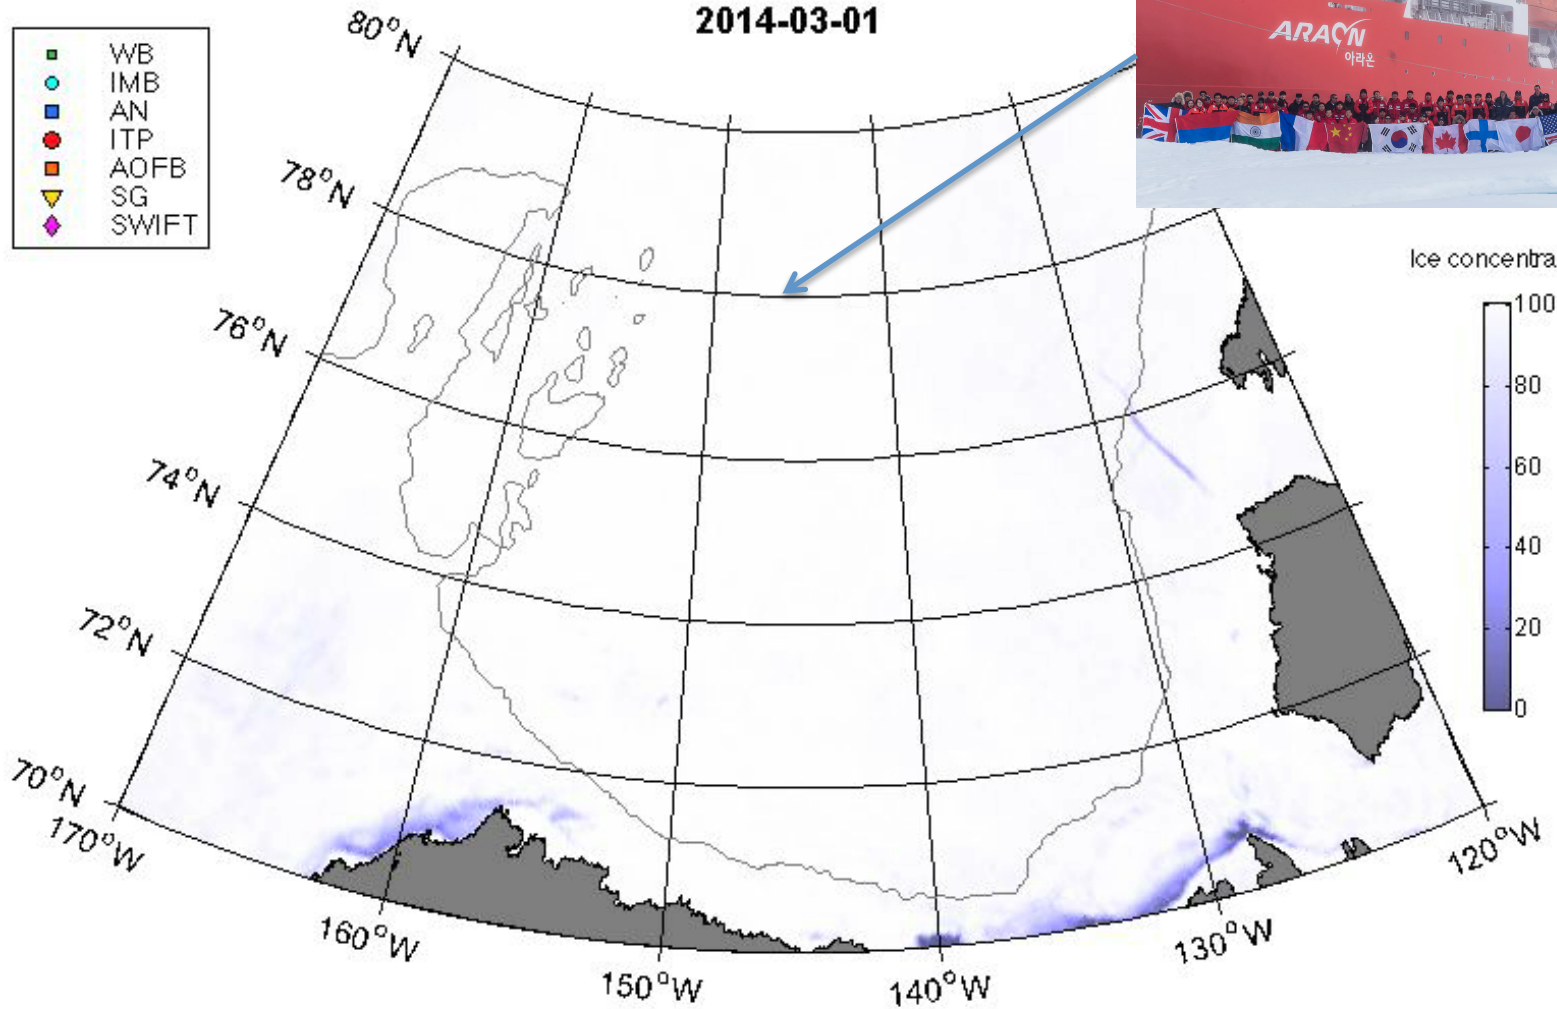 2014-03-01
WB
IMB
AN
ITP
AOFB
SG
SWIFT
ARAON
아라온
80°N
78°N
76°N
74°N
72°N
70°N
170°W
160°W
150°W
140°W
130°W
120°W
Ice concentra
100
80
60
40
20
0